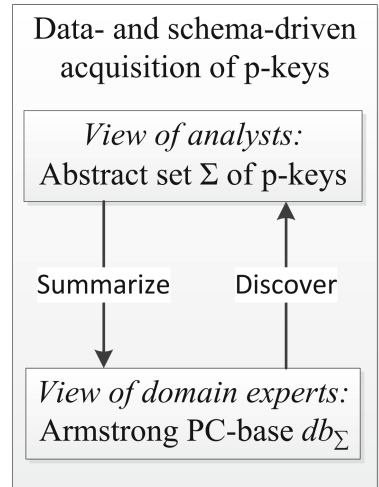 Data- and schema-driven
acquisition of p-keys
View of analysts:
Abstract set Σ of p-keys
Summarize
Discover
View of domain experts:
Armstrong PC-base dbΣ